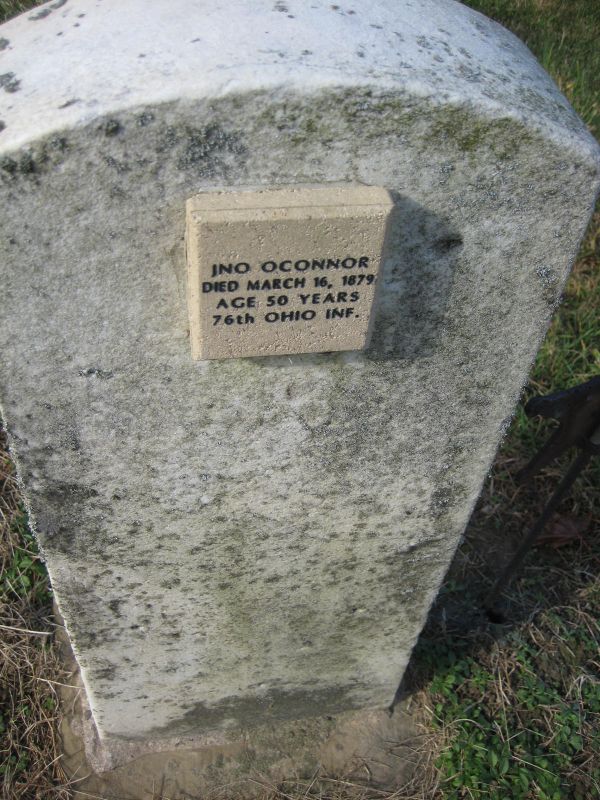 JNO OCONNOR
DIED MARCH 16, 1879
AGE 50 YEARS
76th OHIO INF.